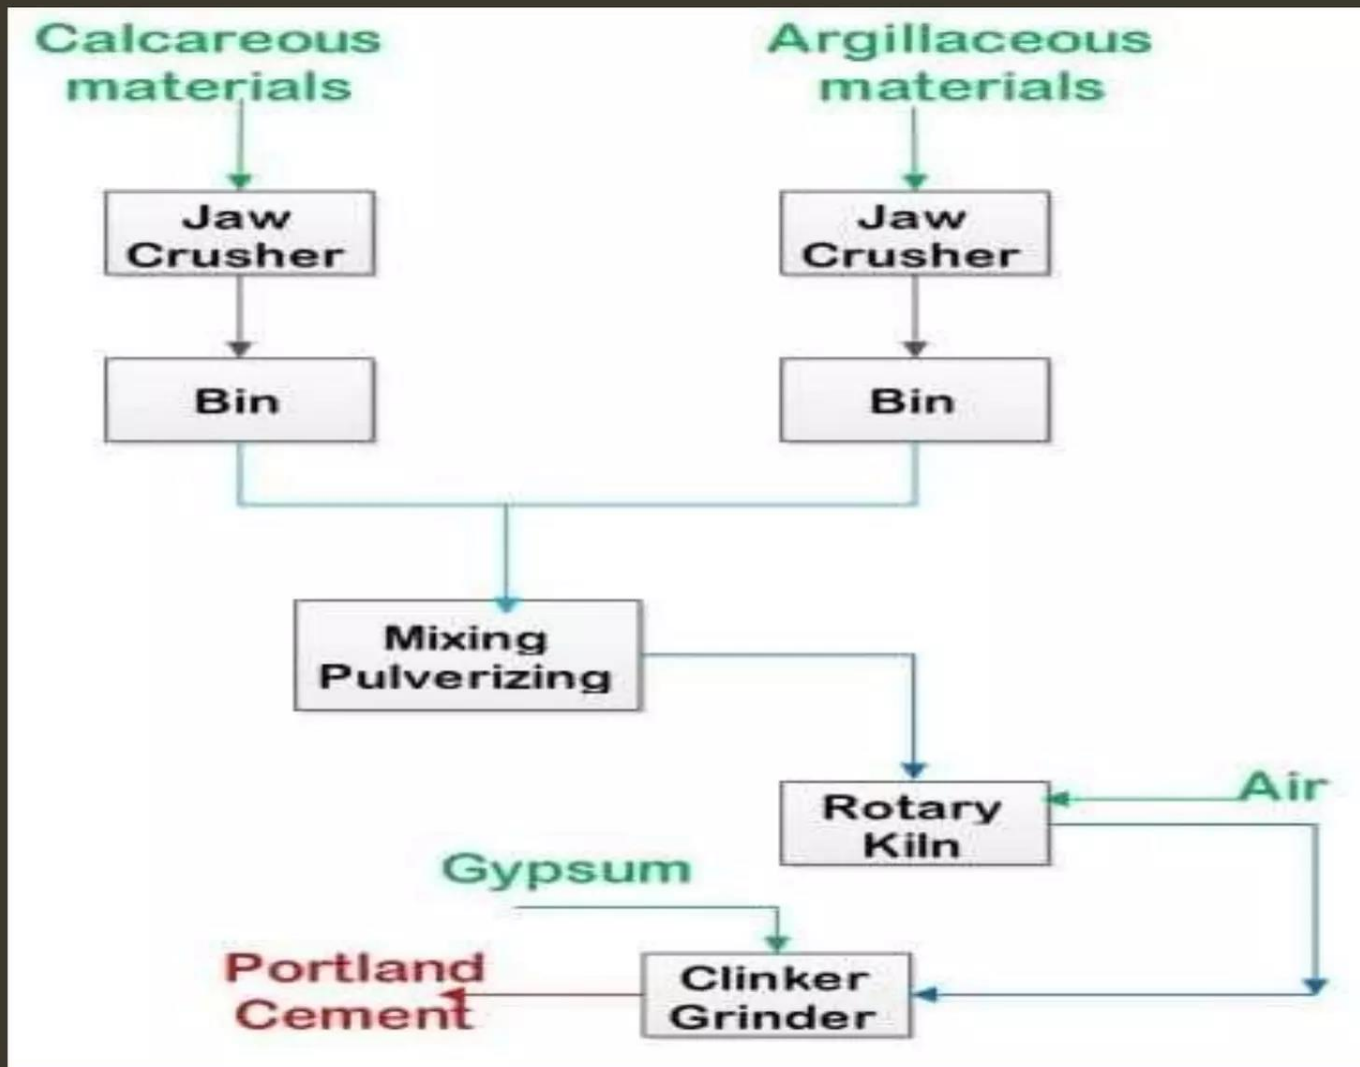 Calcareous
materials
Argillaceous
materials
Jaw
Crusher
Jaw
Crusher
Bin
Bin
Mixing
Pulverizing
Rotary
Kiln
Air
Gypsum
Clinker
Grinder
Portland
Cement